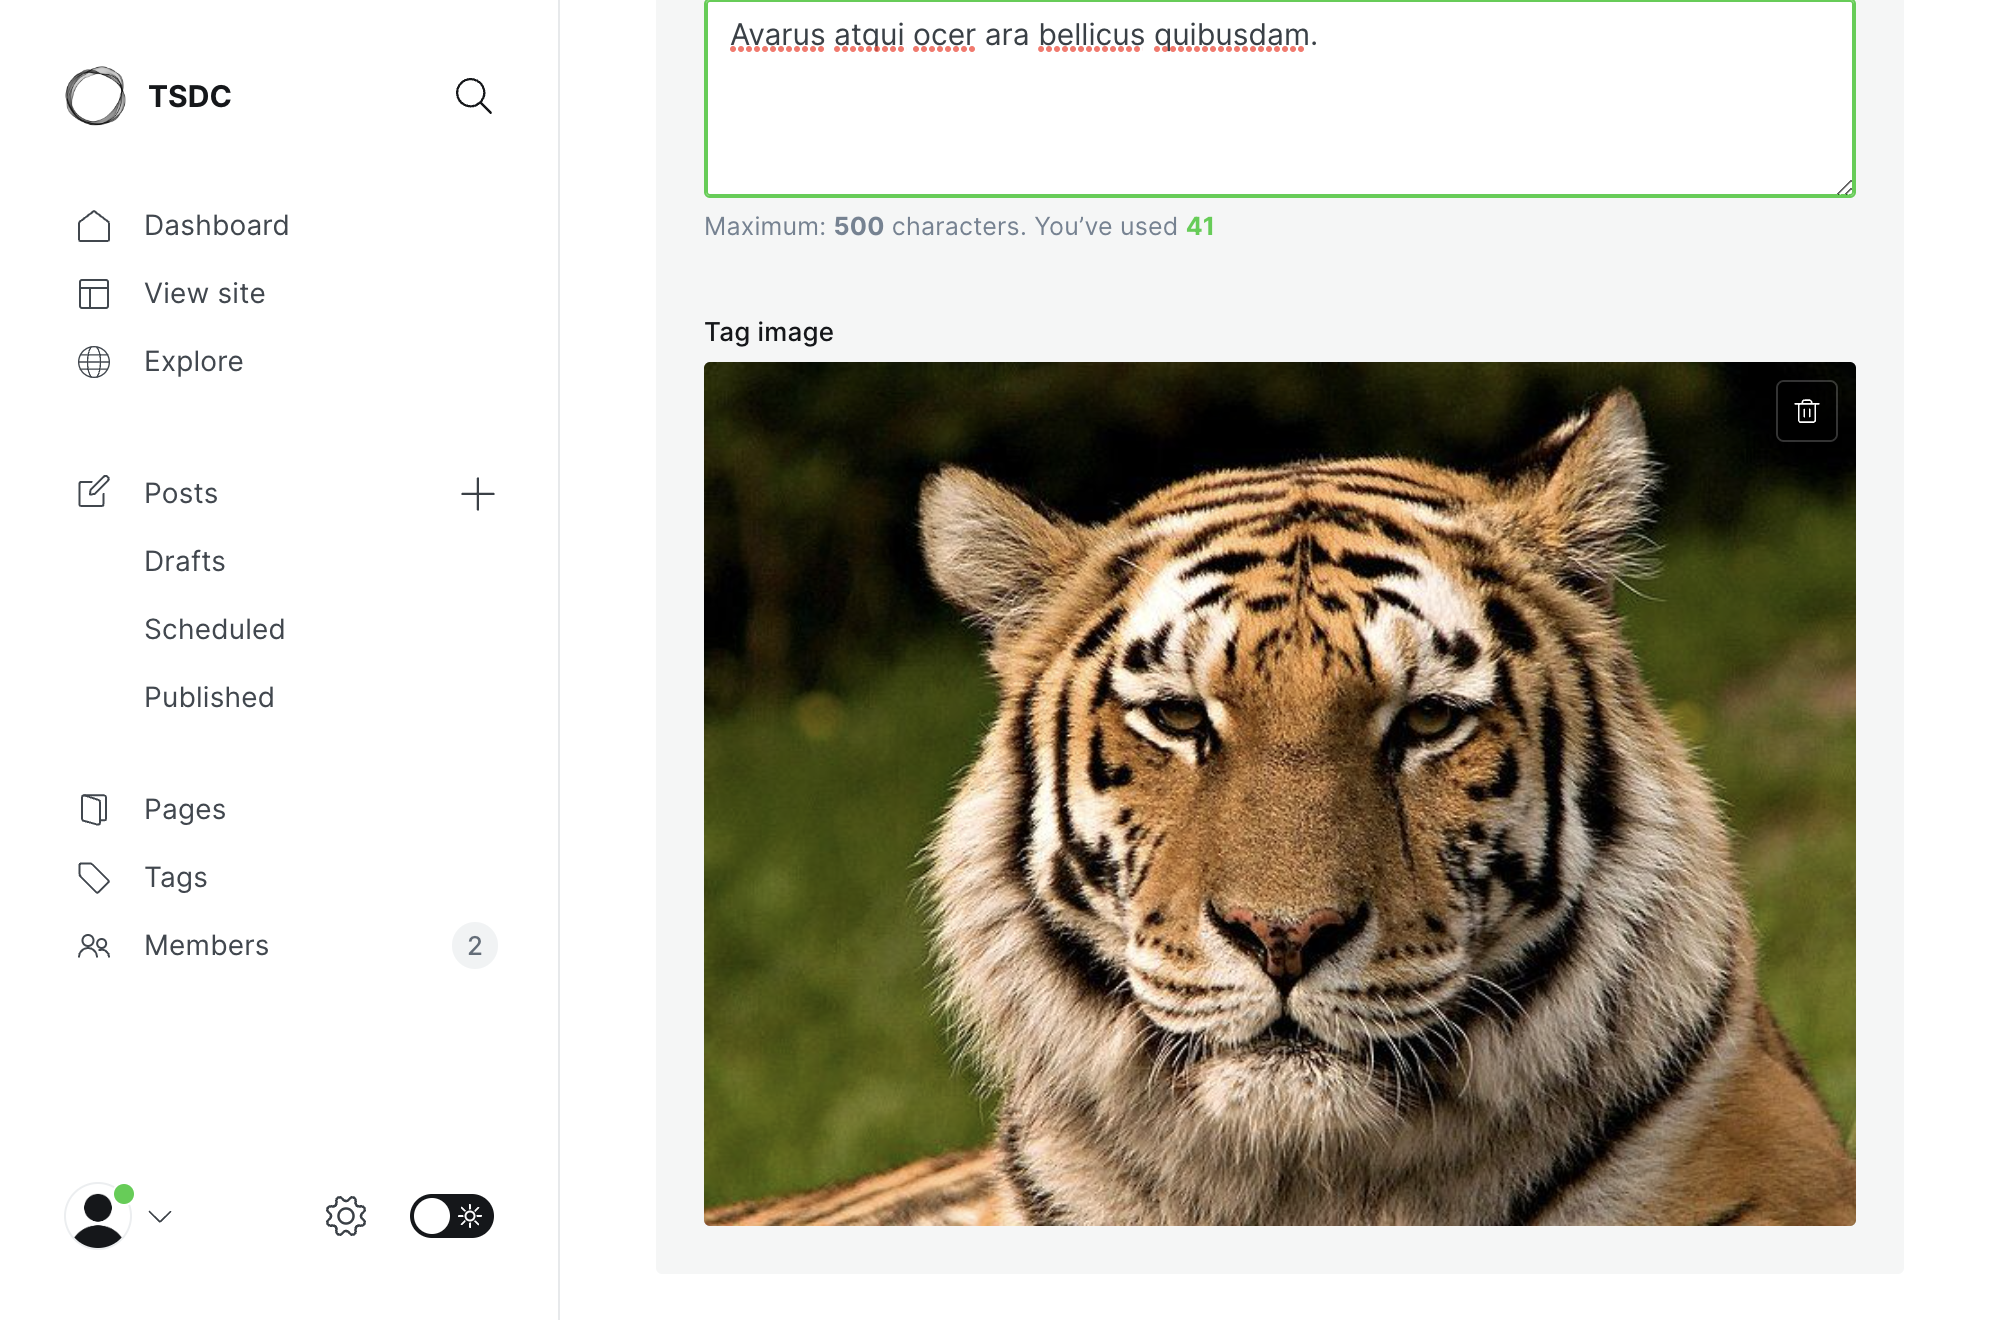 TSDC
Dashboard
View site
Explore
Posts
Drafts
Scheduled
Published
Pages
Tags
Members
2
Avarus atqui ocer ara bellicus quibusdam.
Maximum: 500 characters. You’ve used 41
Tag image